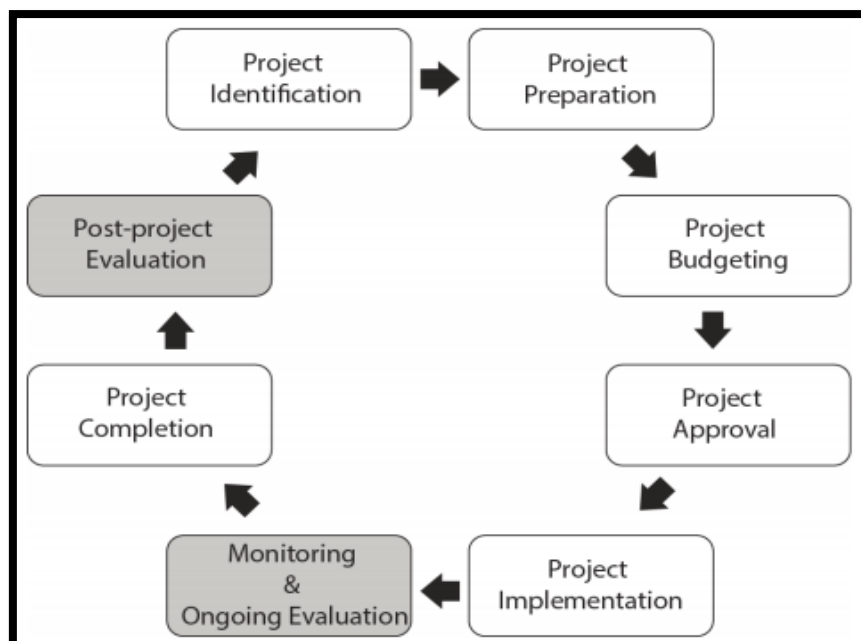 Project
Identification
Project
Preparation
Project
Budgeting
Project
Approval
Project
Implementation
Monitoring
&
Ongoing Evaluation
Project
Completion
Post-project
Evaluation